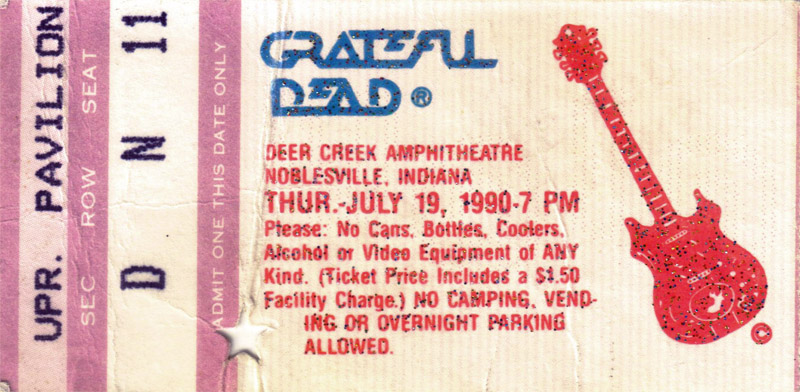 UPR. PAVILION
SEC ROW SEAT
D N 11
ADMIT ONE THIS DATE ONLY
GRATEFUL
DEAD®
DEER CREEK AMPHITHEATRE
NOBLESVILLE, INDIANA
THUR.-JULY 19, 1990-7 PM
Please: No Cans, Bottles, Coolers,
Alcohol or Video Equipment of ANY
Kind. (Ticket Price Includes a $1.50
Facility Charge.) NO CAMPING, VEND-
ING OR OVERNIGHT PARKING
ALLOWED.
©